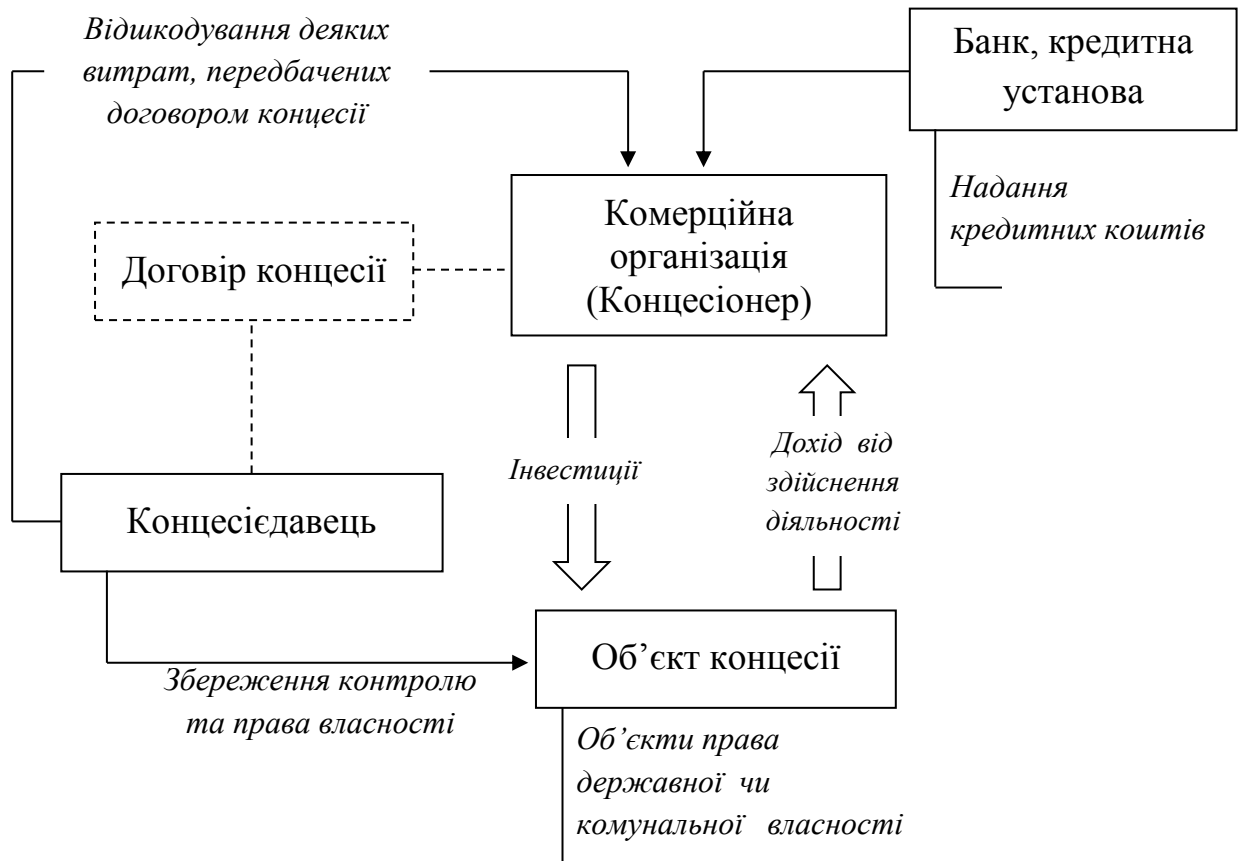 Відшкодування деяких
витрат, передбачених
договором концесії
Банк, кредитна
установа
Надання
кредитних коштів
Комерційна
організація
(Концесіонер)
Договір концесії
Інвестиції
Дохід від
здійснення
діяльності
Концесієдавець
Об’єкт концесії
Збереження контролю
та права власності
Об’єкти права
державної чи
комунальної власності